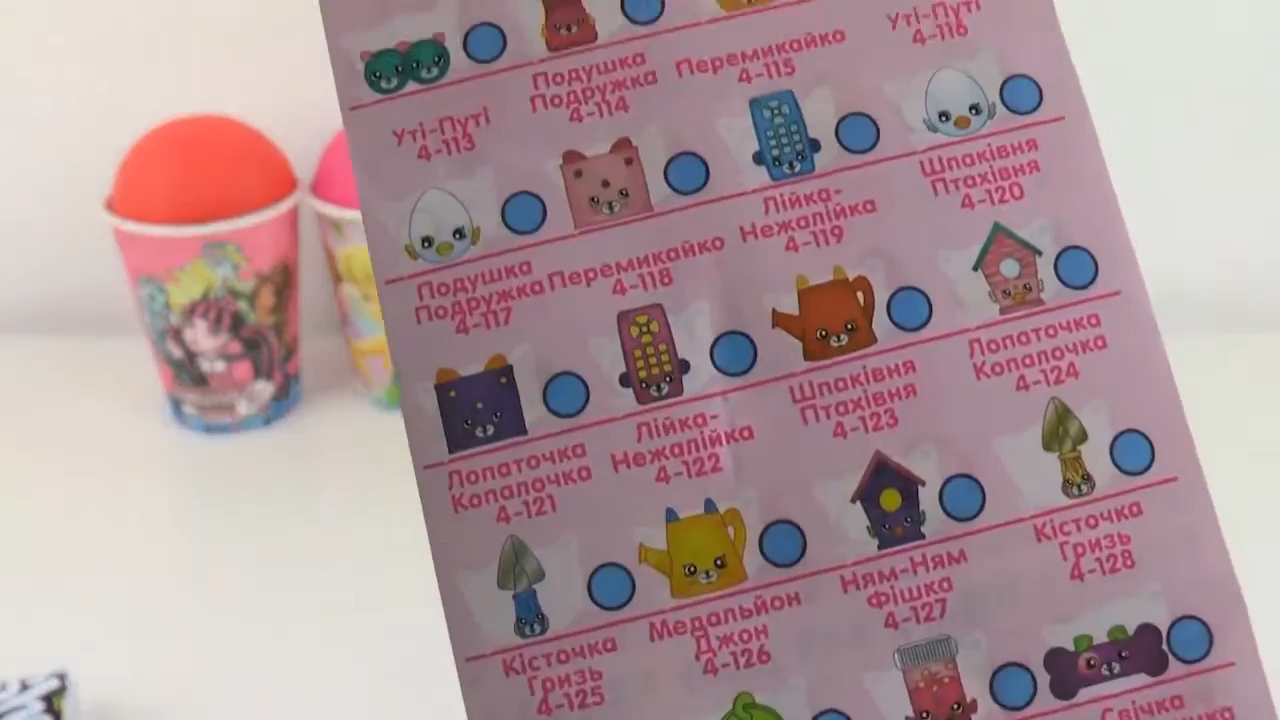 Уті-Путі
4-113
Подушка
Подружка
4-114
Перемикайко
4-115
Уті-Путі
4-116
Подушка
Подружка
4-117
Перемикайко
4-118
Лійка-
Нежалійка
4-119
Шпаківня
Птахівня
4-120
Лопаточка
Копалочка
4-121
Лійка-
Нежалійка
4-122
Шпаківня
Птахівня
4-123
Лопаточка
Копалочка
4-124
Кісточка
Гризь
4-125
Медальйон
Джон
4-126
Ням-Ням
Фішка
4-127
Кісточка
Гризь
4-128
Свічка